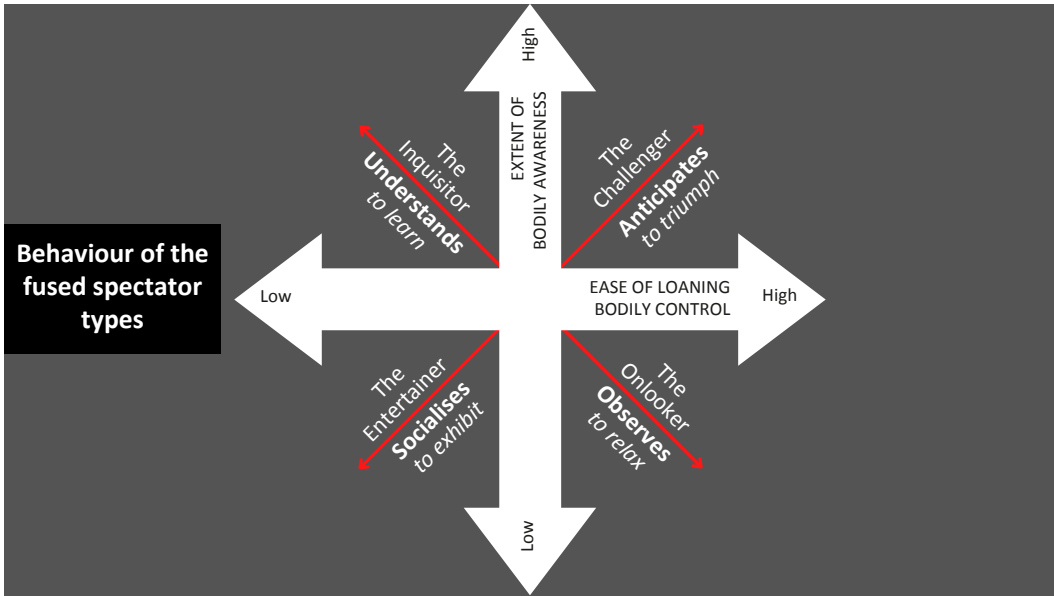 High
EXTENT OF
BODILY AWARENESS
The
Inquisitor
Understands
to learn
The
Challenger
Anticipates
to triumph
Behaviour of the
fused spectator
types
Low
EASE OF LOANING
BODILY CONTROL
High
The
Entertainer
Socialises
to exhibit
The
Onlooker
Observes
to relax
Low